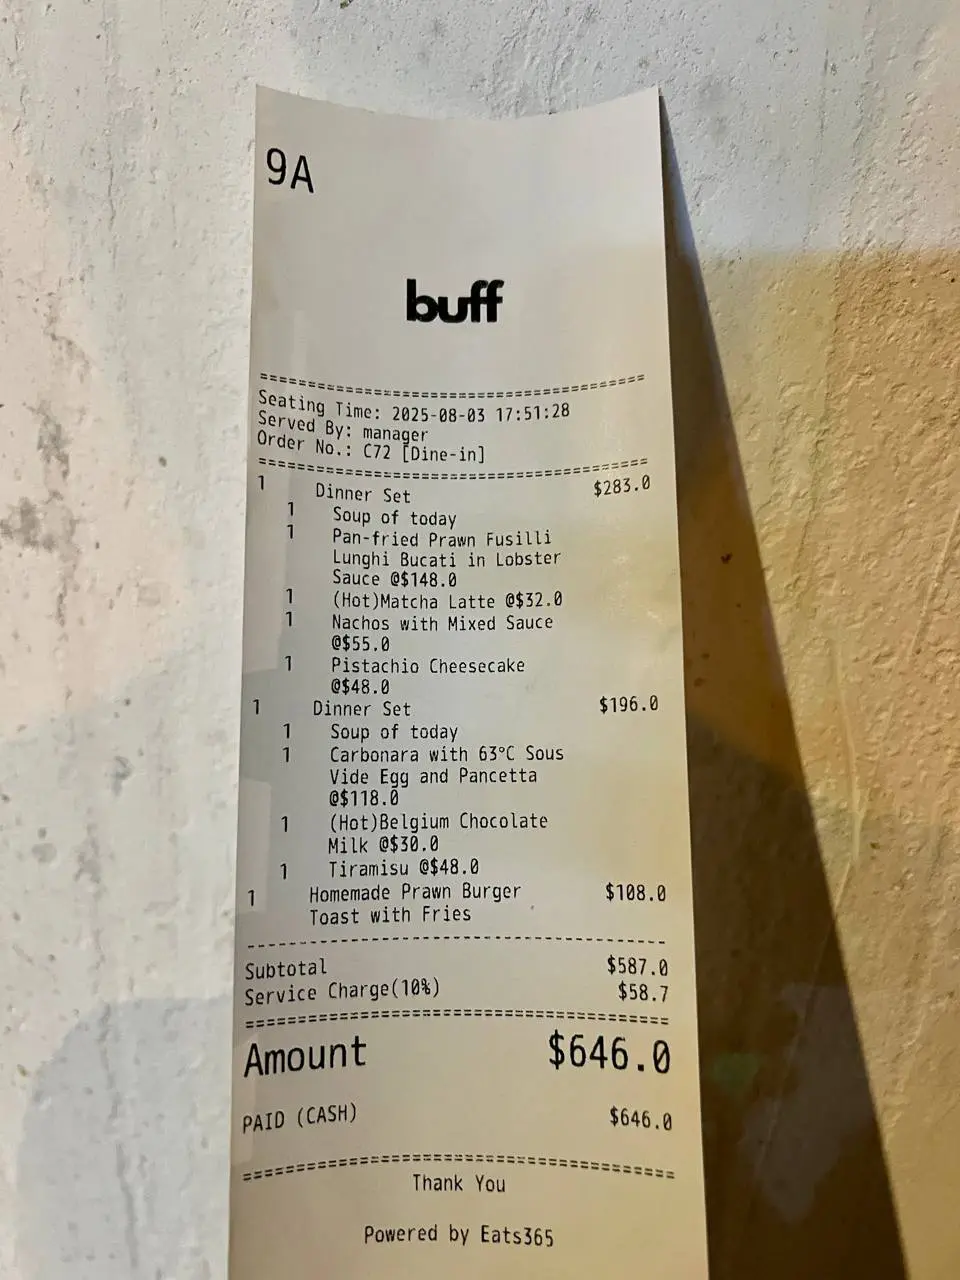 9A
buff
================================================
Seating Time: 2025-08-03 17:51:28
Served By: manager
Order No.: C72 [Dine-in]
================================================
1 Dinner Set $283.0
1 Soup of today
1 Pan-fried Prawn Fusilli
Lunghi Bucati in Lobster
Sauce @$148.0
1 (Hot)Matcha Latte @$32.0
1 Nachos with Mixed Sauce
@$55.0
1 Pistachio Cheesecake
@$48.0
1 Dinner Set $196.0
1 Soup of today
1 Carbonara with 63°C Sous
Vide Egg and Pancetta
@$118.0
1 (Hot)Belgium Chocolate
Milk @$30.0
1 Tiramisu @$48.0
1 Homemade Prawn Burger $108.0
Toast with Fries
------------------------------------------------
Subtotal $587.0
Service Charge(10%) $58.7
================================================
Amount $646.0
PAID (CASH) $646.0
================================================
Thank You
Powered by Eats365